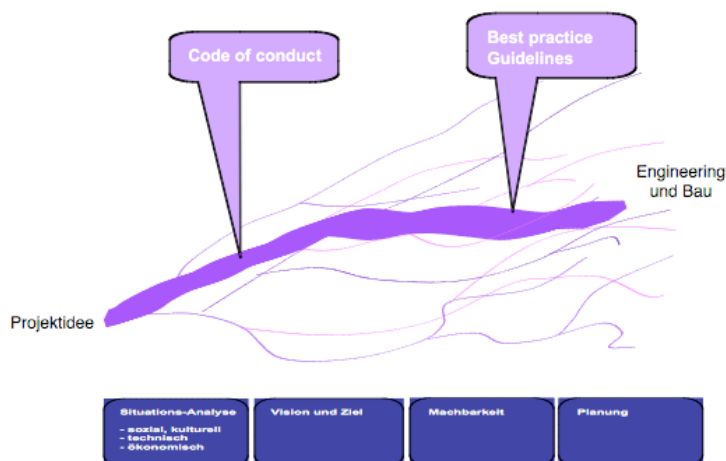 Code of conduct
Best practice
Guidelines
Engineering
und Bau
Projektidee
Situations-Analyse
- sozial, kulturell
- technisch
- ökonomisch
Vision und Ziel
Machbarkeit
Planung